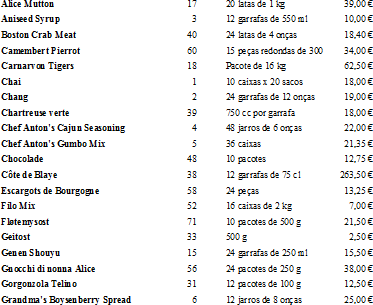 Alice Mutton 17 20 latas de 1 kg 39,00 €
Aniseed Syrup 3 12 garrafas de 550 ml 10,00 €
Boston Crab Meat 40 24 latas de 4 onças 18,40 €
Camembert Pierrot 60 15 peças redondas de 300 34,00 €
Carnarvon Tigers 18 Pacote de 16 kg 62,50 €
Chai 1 10 caixas x 20 sacos 18,00 €
Chang 2 24 garrafas de 12 onças 19,00 €
Chartreuse verte 39 750 cc por garrafa 18,00 €
Chef Anton's Cajun Seasoning 4 48 jarros de 6 onças 22,00 €
Chef Anton's Gumbo Mix 5 36 caixas 21,35 €
Chocolade 48 10 pacotes 12,75 €
Côte de Blaye 38 12 garrafas de 75 cl 263,50 €
Escargots de Bourgogne 58 24 peças 13,25 €
Filo Mix 52 16 caixas de 2 kg 7,00 €
Fløtemysost 71 10 pacotes de 500 g 21,50 €
Geitost 33 500 g 2,50 €
Genen Shouyu 15 24 garrafas de 250 ml 15,50 €
Gnocchi di nonna Alice 56 24 pacotes de 250 g 38,00 €
Gorgonzola Telino 31 12 pacotes de 100 g 12,50 €
Grandma's Boysenberry Spread 6 12 jarros de 8 onças 25,00 €